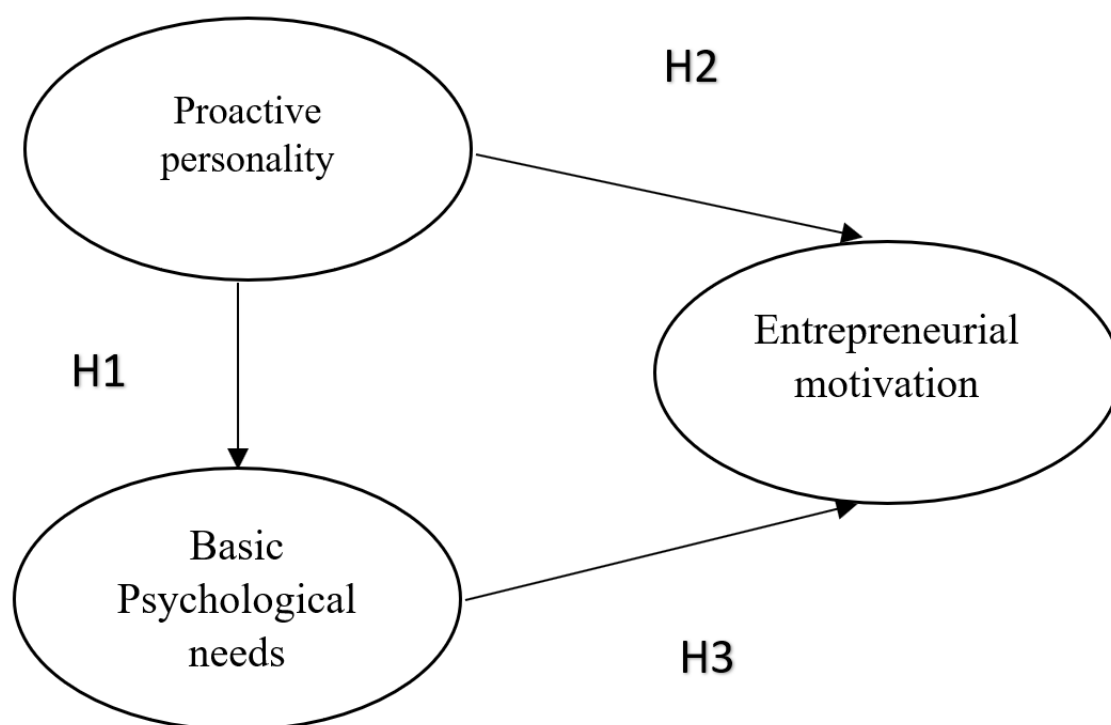 Proactive
personality
H2
Entrepreneurial
motivation
H1
Basic
Psychological
needs
H3